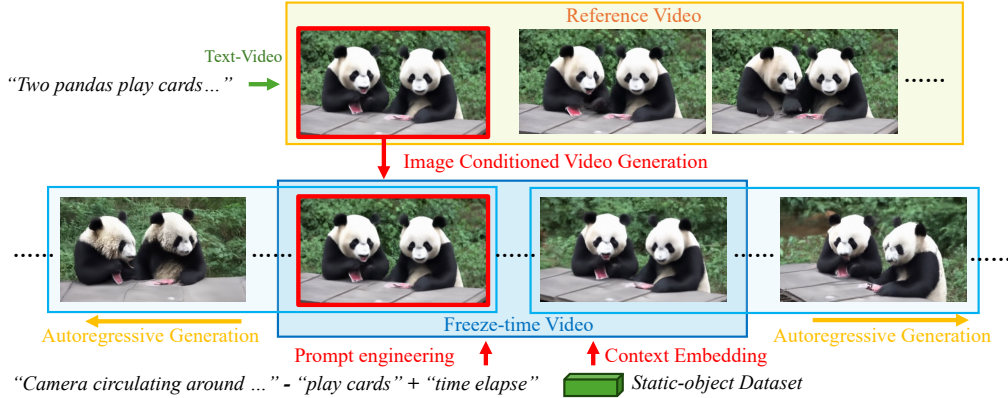 Reference Video
Text-Video
“Two pandas play cards…”
……
Image Conditioned Video Generation
…… …… …… ……
Autoregressive Generation
Freeze-time Video
Autoregressive Generation
Prompt engineering
Context Embedding
“Camera circulating around …” - “play cards” + “time elapse”
Static-object Dataset